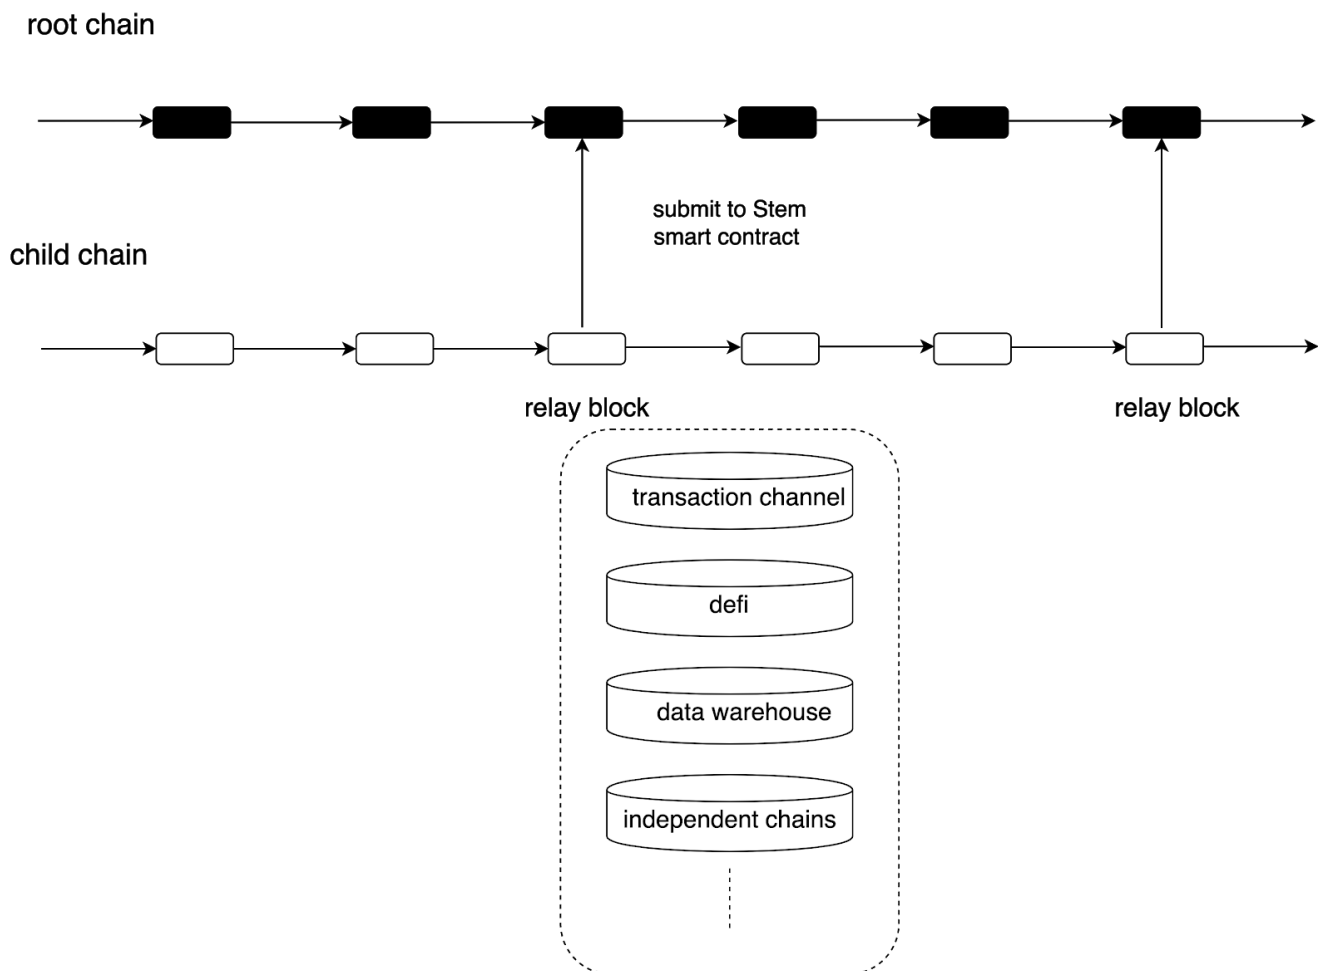 root chain
submit to Stem
smart contract
child chain
relay block
relay block
transaction channel
defi
data warehouse
independent chains